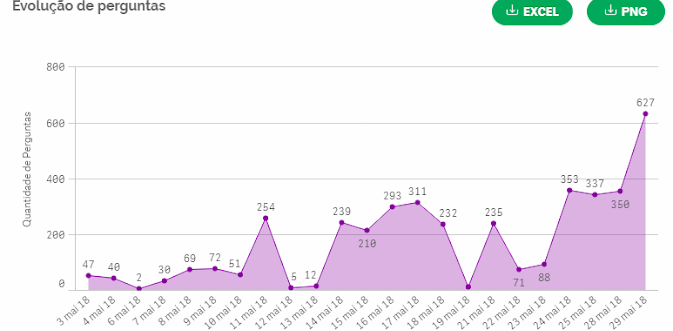 Evolução de perguntas
EXCEL
PNG
Quantidade de Perguntas
800
600
400
200
0
47
40
2
30
69
72
51
254
5
12
239
210
293
311
232
235
71
88
353
337
350
627
3 mai 18
4 mai 18
6 mai 18
7 mai 18
8 mai 18
9 mai 18
10 mai 18
11 mai 18
12 mai 18
13 mai 18
14 mai 18
15 mai 18
16 mai 18
17 mai 18
18 mai 18
19 mai 18
21 mai 18
22 mai 18
23 mai 18
24 mai 18
25 mai 18
28 mai 18
29 mai 18